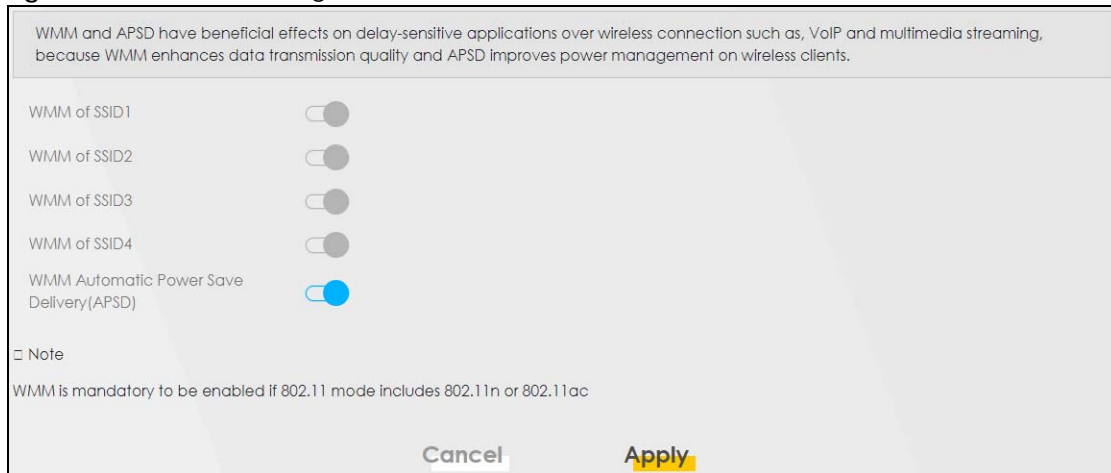 WMM and APSD have beneficial effects on delay-sensitive applications over wireless connection such as, VoIP and multimedia streaming,
because WMM enhances data transmission quality and APSD improves power management on wireless clients.
WMM of SSID1
WMM of SSID2
WMM of SSID3
WMM of SSID4
WMM Automatic Power Save
Delivery(APSD)
□ Note
WMM is mandatory to be enabled if 802.11 mode includes 802.11n or 802.11ac
Cancel Apply